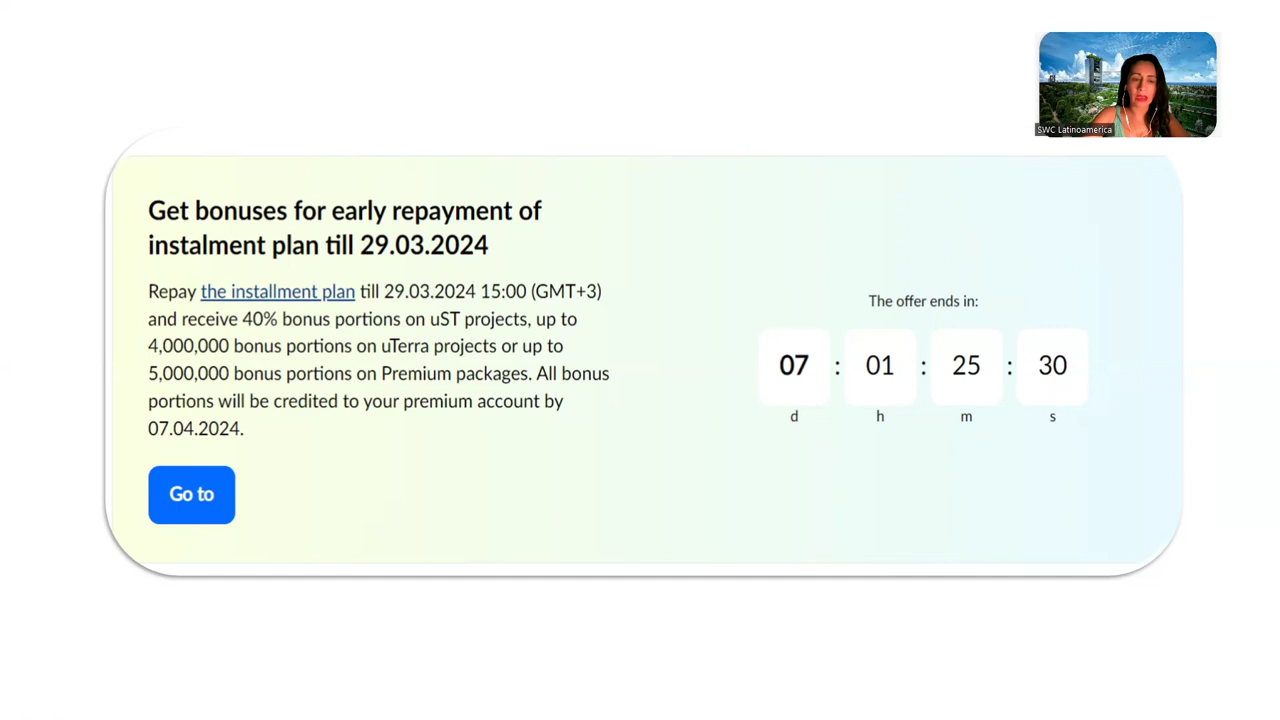 SWC Latinoamerica
Get bonuses for early repayment of
instalment plan till 29.03.2024
Repay the installment plan till 29.03.2024 15:00 (GMT+3)
and receive 40% bonus portions on uST projects, up to
4,000,000 bonus portions on uTerra projects or up to
5,000,000 bonus portions on Premium packages. All bonus
portions will be credited to your premium account by
07.04.2024.
Go to
The offer ends in:
07 : 01 : 25 : 30
d h m s